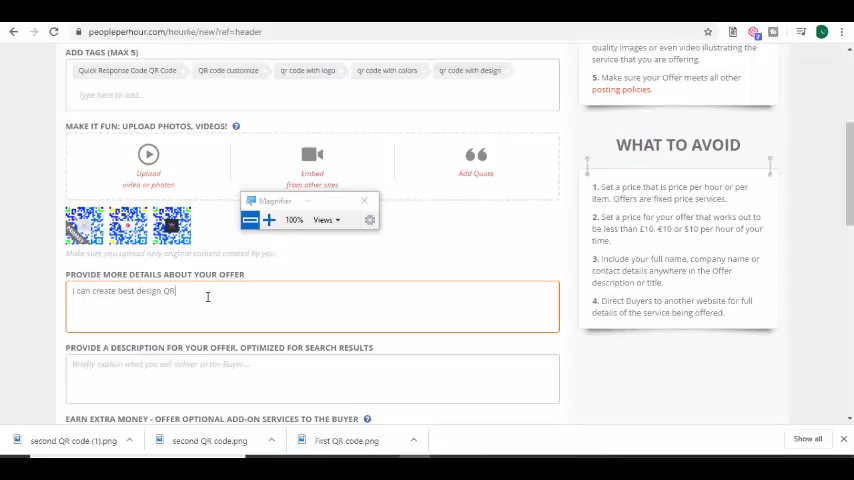 peopleperhour.com/hourlie/new?ref=header
ADD TAGS (MAX 5)
Quick Response Code QR Code
QR code customize
qr code with logo
qr code with colors
qr code with design
Type here to add...
MAKE IT FUN: UPLOAD PHOTOS, VIDEOS!
Upload
video or photos
Embed
from other sites
Add Quote
Magnifier
100%
Views
Make sure you upload only original content created by you.
PROVIDE MORE DETAILS ABOUT YOUR OFFER
I can create best design QR
PROVIDE A DESCRIPTION FOR YOUR OFFER, OPTIMIZED FOR SEARCH RESULTS
Briefly explain what you will deliver to the Buyer...
EARN EXTRA MONEY - OFFER OPTIONAL ADD-ON SERVICES TO THE BUYER
quality images or even video illustrating the
service that you are offering.
5. Make sure your Offer meets all other
posting policies.
WHAT TO AVOID
1. Set a price that is price per hour or per
item. Offers are fixed price services.
2. Set a price for your offer that works out to
be less than £10, €10 or $10 per hour of your
time.
3. Include your full name, company name or
contact details anywhere in the Offer
description or title.
4. Direct Buyers to another website for full
details of the service being offered.
second QR code (1).png
second QR code.png
First QR code.png
Show all